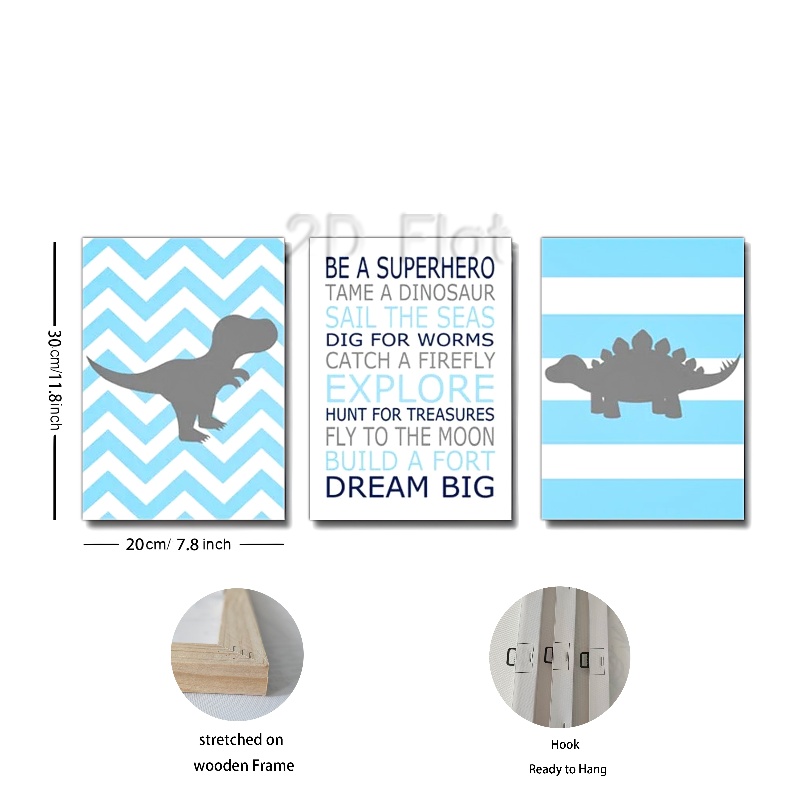 2D Flat
BE A SUPERHERO
TAME A DINOSAUR
SAIL THE SEAS
DIG FOR WORMS
CATCH A FIREFLY
EXPLORE
HUNT FOR TREASURES
FLY TO THE MOON
BUILD A FORT
DREAM BIG
30cm/11.8inch
20cm/ 7.8 inch
stretched on
wooden Frame
Hook
Ready to Hang